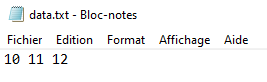 data.txt - Bloc-notes
Fichier Edition Format Affichage Aide
10 11 12